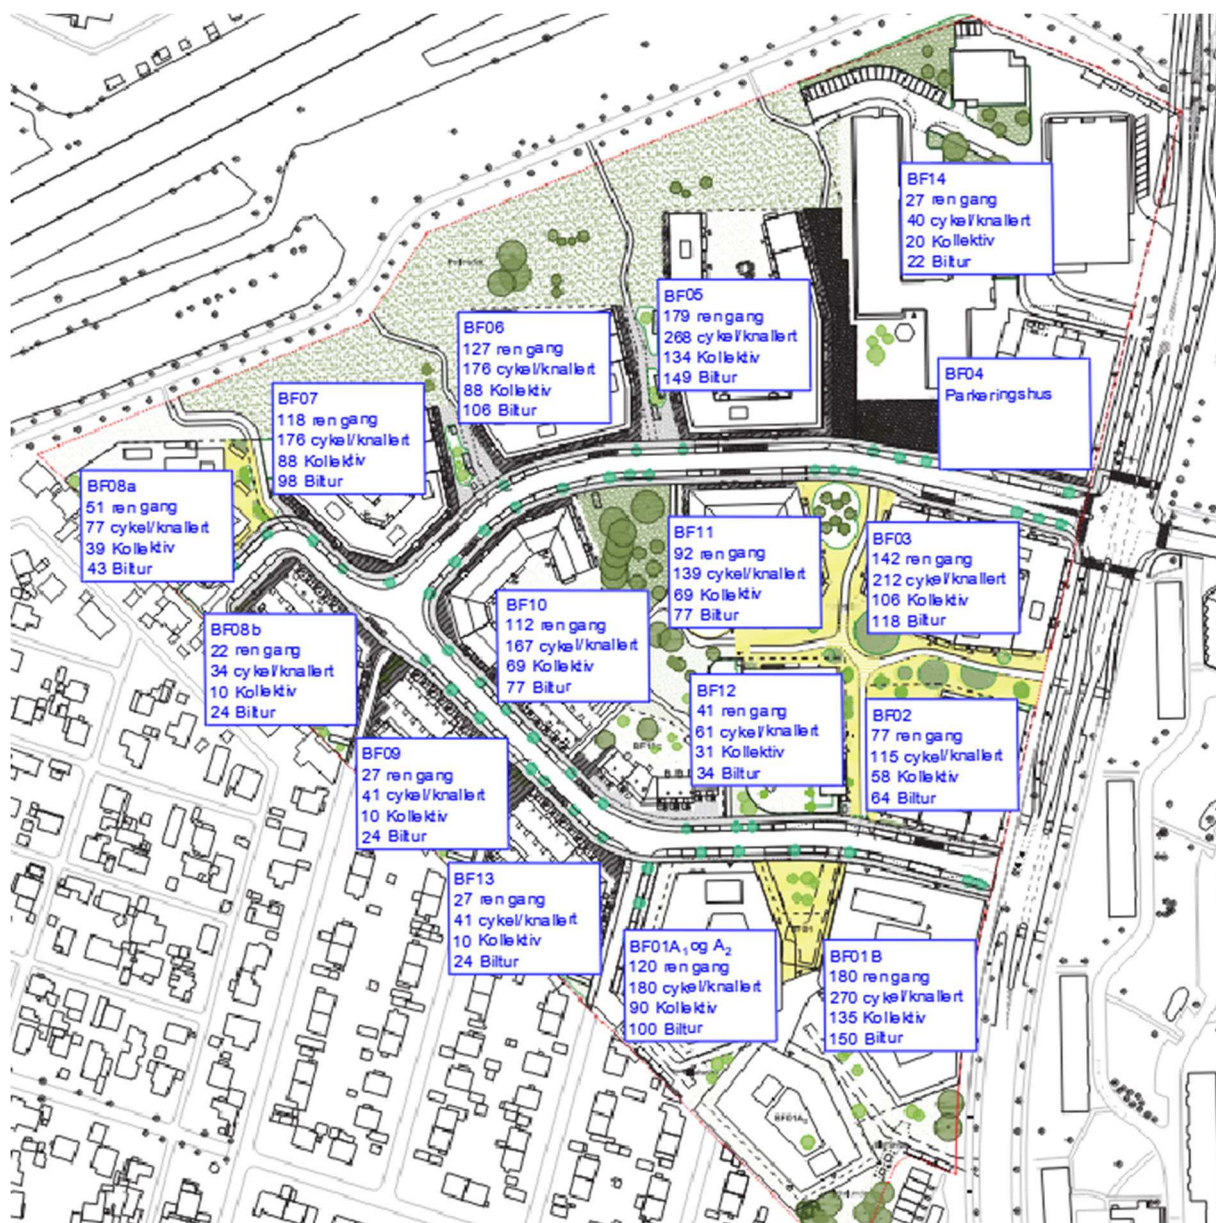 BF14
27 ren gang
40 cykel/knallert
20 Kollektiv
22 Biltur
BF05
179 ren gang
268 cykel/knallert
134 Kollektiv
149 Biltur
BF06
127 ren gang
176 cykel/knallert
88 Kollektiv
106 Biltur
BF04
Parkeringshus
BF07
118 ren gang
176 cykel/knallert
88 Kollektiv
98 Biltur
BF08a
51 ren gang
77 cykel/knallert
39 Kollektiv
43 Biltur
BF11
92 ren gang
139 cykel/knallert
69 Kollektiv
77 Biltur
BF03
142 ren gang
212 cykel/knallert
106 Kollektiv
118 Biltur
BF10
112 ren gang
167 cykel/knallert
69 Kollektiv
77 Biltur
BF08b
22 ren gang
34 cykel/knallert
10 Kollektiv
24 Biltur
BF12
41 ren gang
61 cykel/knallert
31 Kollektiv
34 Biltur
BF02
77 ren gang
115 cykel/knallert
58 Kollektiv
64 Biltur
BF09
27 ren gang
41 cykel/knallert
10 Kollektiv
24 Biltur
BF13
27 ren gang
41 cykel/knallert
10 Kollektiv
24 Biltur
BF01A₁ og A₂
120 ren gang
180 cykel/knallert
90 Kollektiv
100 Biltur
BF01B
180 ren gang
270 cykel/knallert
135 Kollektiv
150 Biltur
BF01A₂